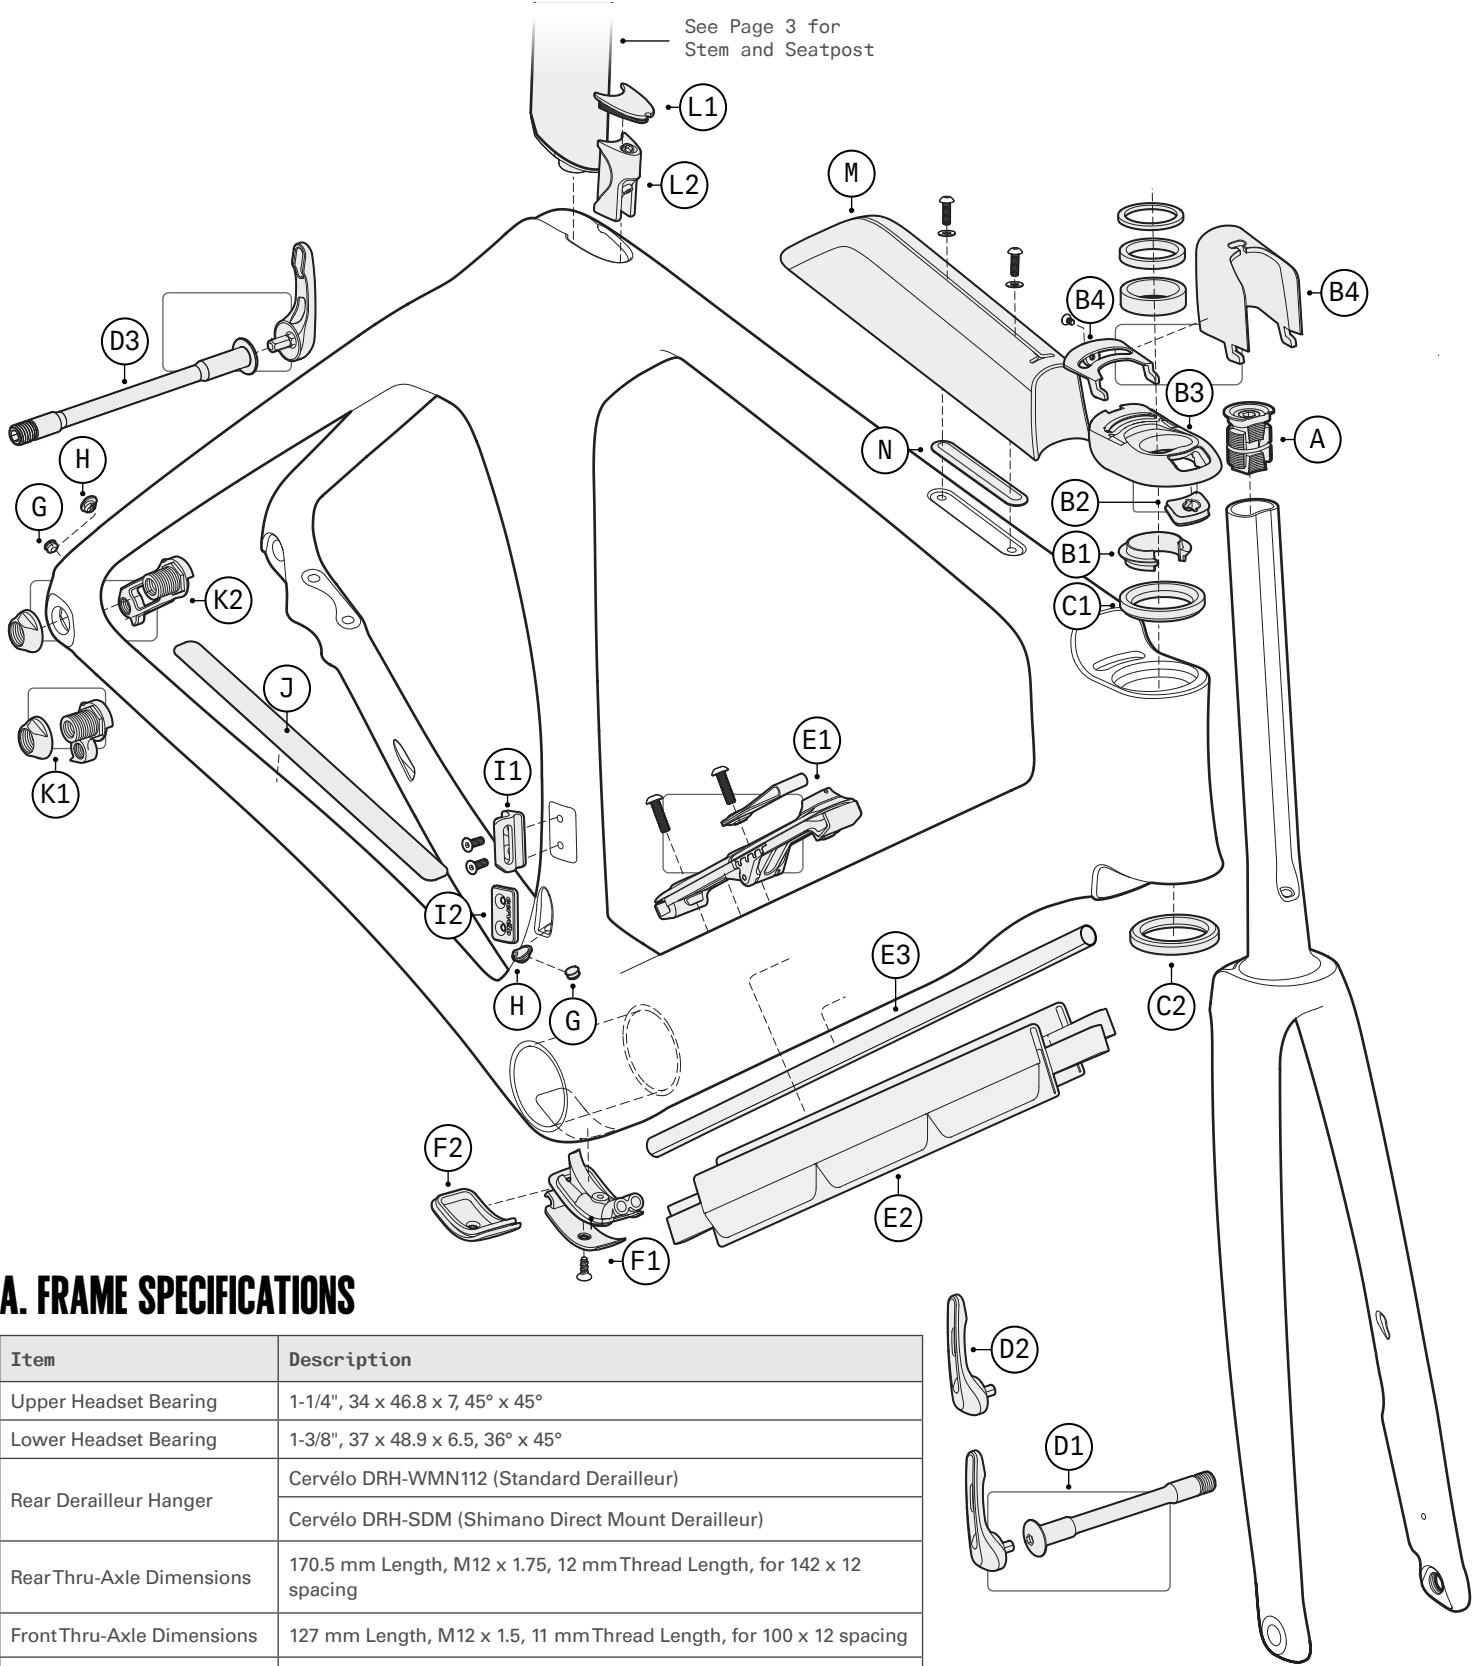 See Page 3 for
Stem and Seatpost
L1
L2
M
B4
B4
D3
B3
A
H
N
G
B2
B1
K2
C1
J
E1
I1
K1
I2
E3
H
G
C2
F2
E2
F1
A. FRAME SPECIFICATIONS
Item Description
Upper Headset Bearing 1-1/4", 34 x 46.8 x 7, 45° x 45°
Lower Headset Bearing 1-3/8", 37 x 48.9 x 6.5, 36° x 45°
Rear Derailleur Hanger Cervélo DRH-WMN112 (Standard Derailleur)
Cervélo DRH-SDM (Shimano Direct Mount Derailleur)
Rear Thru-Axle Dimensions 170.5 mm Length, M12 x 1.75, 12 mm Thread Length, for 142 x 12
spacing
Front Thru-Axle Dimensions 127 mm Length, M12 x 1.5, 11 mm Thread Length, for 100 x 12 spacing
D2
D1